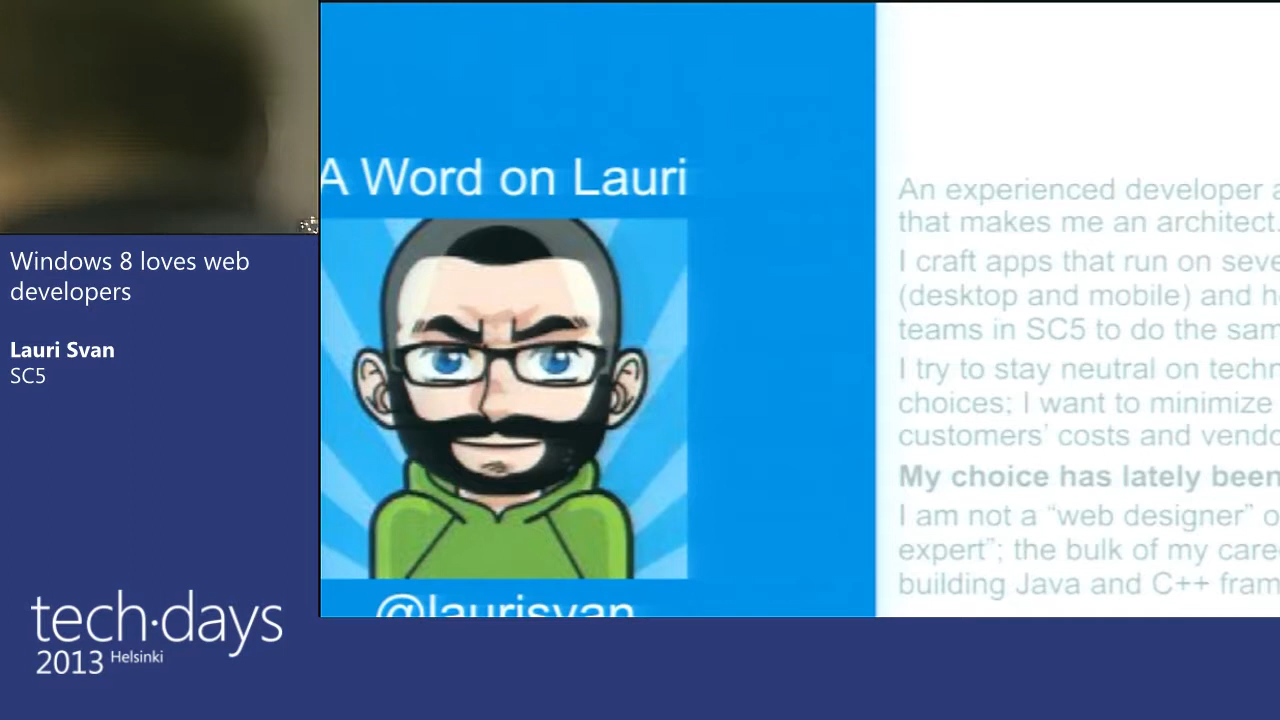 Windows 8 loves web
developers
Lauri Svan
SC5
tech·days
2013 Helsinki
A Word on Lauri
@laurisvan
An experienced developer a
that makes me an architect.
I craft apps that run on seve
(desktop and mobile) and h
teams in SC5 to do the sam
I try to stay neutral on techn
choices; I want to minimize
customers’ costs and vendo
My choice has lately been
I am not a “web designer” o
expert”; the bulk of my care
building Java and C++ fram